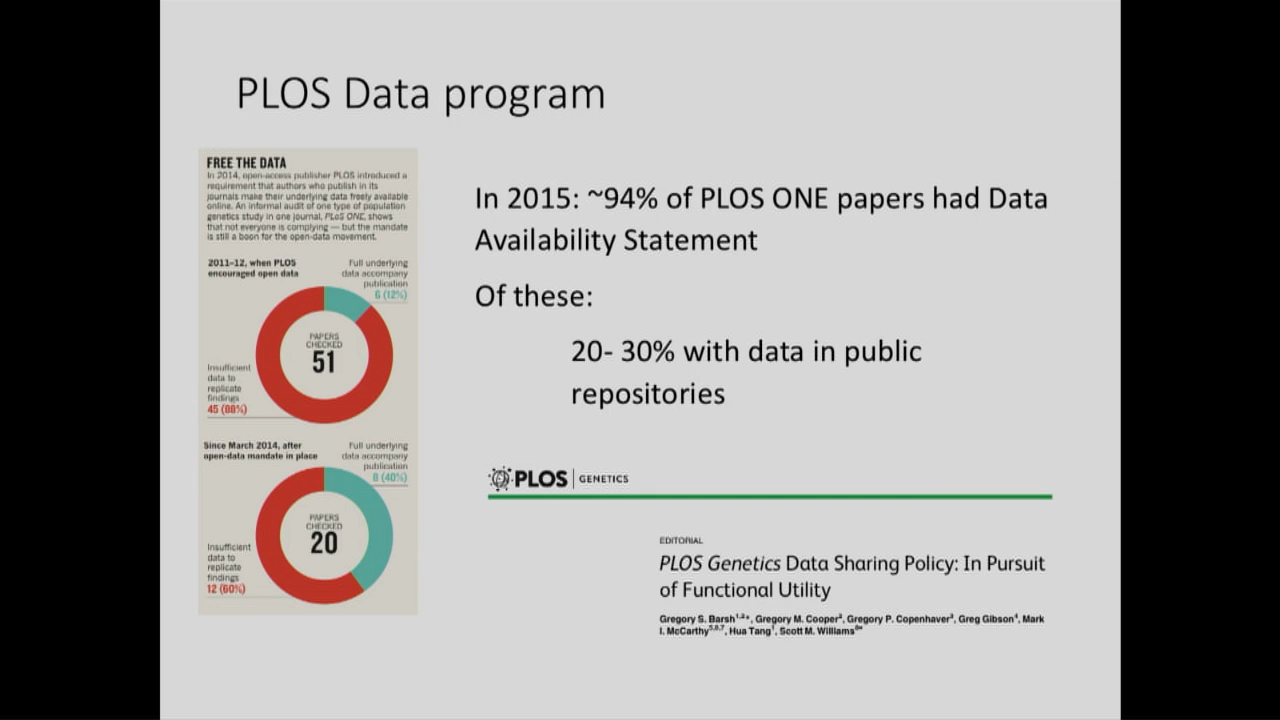 PLOS Data program
FREE THE DATA
In 2014, open-access publisher PLOS introduced a
requirement that authors who publish in its
journals make their underlying data freely available
online. An informal audit of one type of population
genetics study in one journal, PLoS ONE, shows
that not everyone is complying — but the mandate
is still a boon for the open-data movement.
2011–12, when PLOS
encouraged open data
Full underlying
data accompany
publication
6 (12%)
PAPERS
CHECKED
51
Insufficient
data to
replicate
findings
45 (88%)
Since March 2014, after
open-data mandate in place
Full underlying
data accompany
publication
8 (40%)
PAPERS
CHECKED
20
Insufficient
data to
replicate
findings
12 (60%)
In 2015: ~94% of PLOS ONE papers had Data
Availability Statement
Of these:
20- 30% with data in public
repositories
PLOS GENETICS
EDITORIAL
PLOS Genetics Data Sharing Policy: In Pursuit
of Functional Utility
Gregory S. Barsh, Gregory M. Cooper, Gregory P. Copenhaver, Greg Gibson, Mark
I. McCarthy, Hua Tang, Scott M. Williams